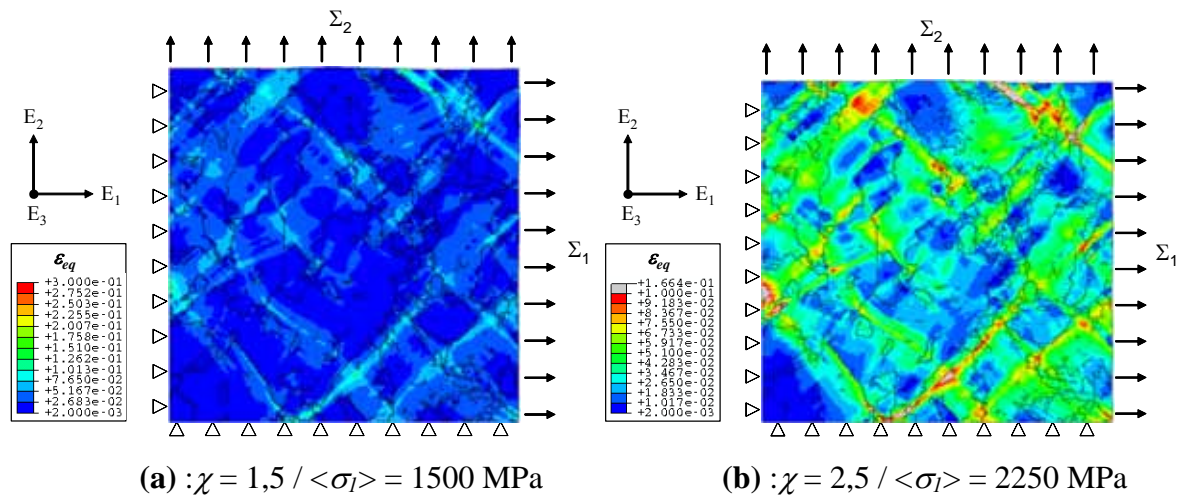 Σ2
E2
E1
E3
εeq
+3.000e-01
+2.752e-01
+2.503e-01
+2.255e-01
+2.007e-01
+1.758e-01
+1.510e-01
+1.262e-01
+1.013e-01
+7.650e-02
+5.167e-02
+2.683e-02
+2.000e-03
Σ1
(a) :χ = 1,5 / <σI> = 1500 MPa
Σ2
E2
E1
E3
εeq
+1.664e-01
+1.000e-01
+9.183e-02
+8.367e-02
+7.550e-02
+6.733e-02
+5.917e-02
+5.100e-02
+4.283e-02
+3.467e-02
+2.650e-02
+1.833e-02
+1.017e-02
+2.000e-03
Σ1
(b) :χ = 2,5 / <σI> = 2250 MPa